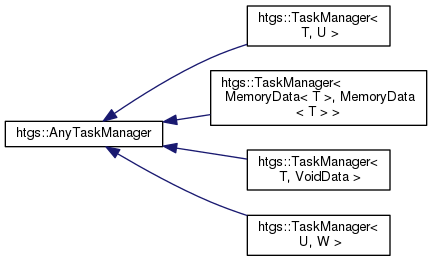 htgs::TaskManager<
T, U >
htgs::TaskManager<
MemoryData< T >, MemoryData
< T > >
htgs::AnyTaskManager
htgs::TaskManager<
T, VoidData >
htgs::TaskManager<
U, W >